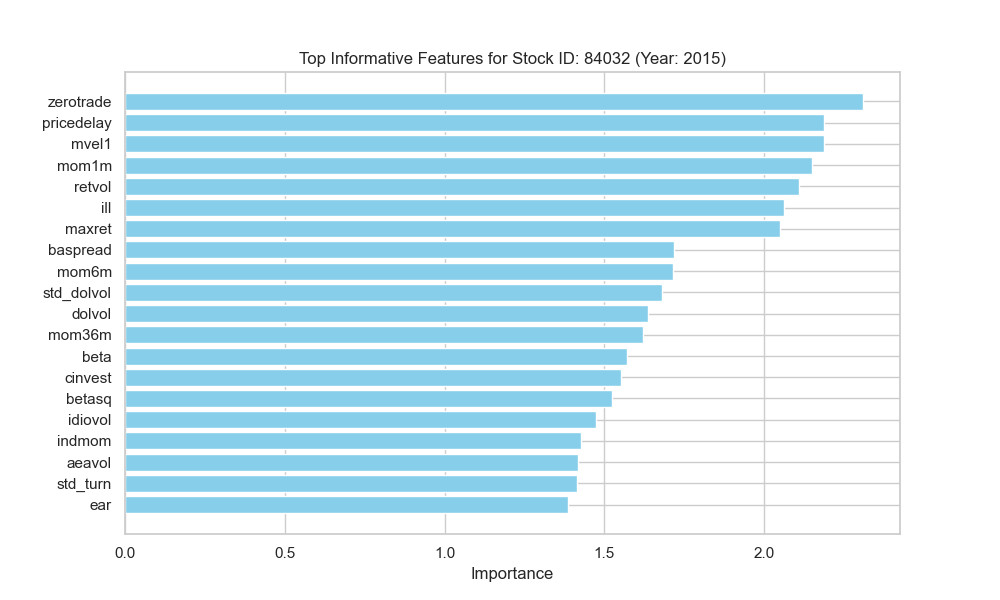 Top Informative Features for Stock ID: 84032 (Year: 2015)
zerotrade
pricedelay
mvel1
mom1m
retvol
ill
maxret
baspread
mom6m
std_dolvol
dolvol
mom36m
beta
cinvest
betasq
idiovol
indmom
aeavol
std_turn
ear
0.0 0.5 1.0 1.5 2.0
Importance